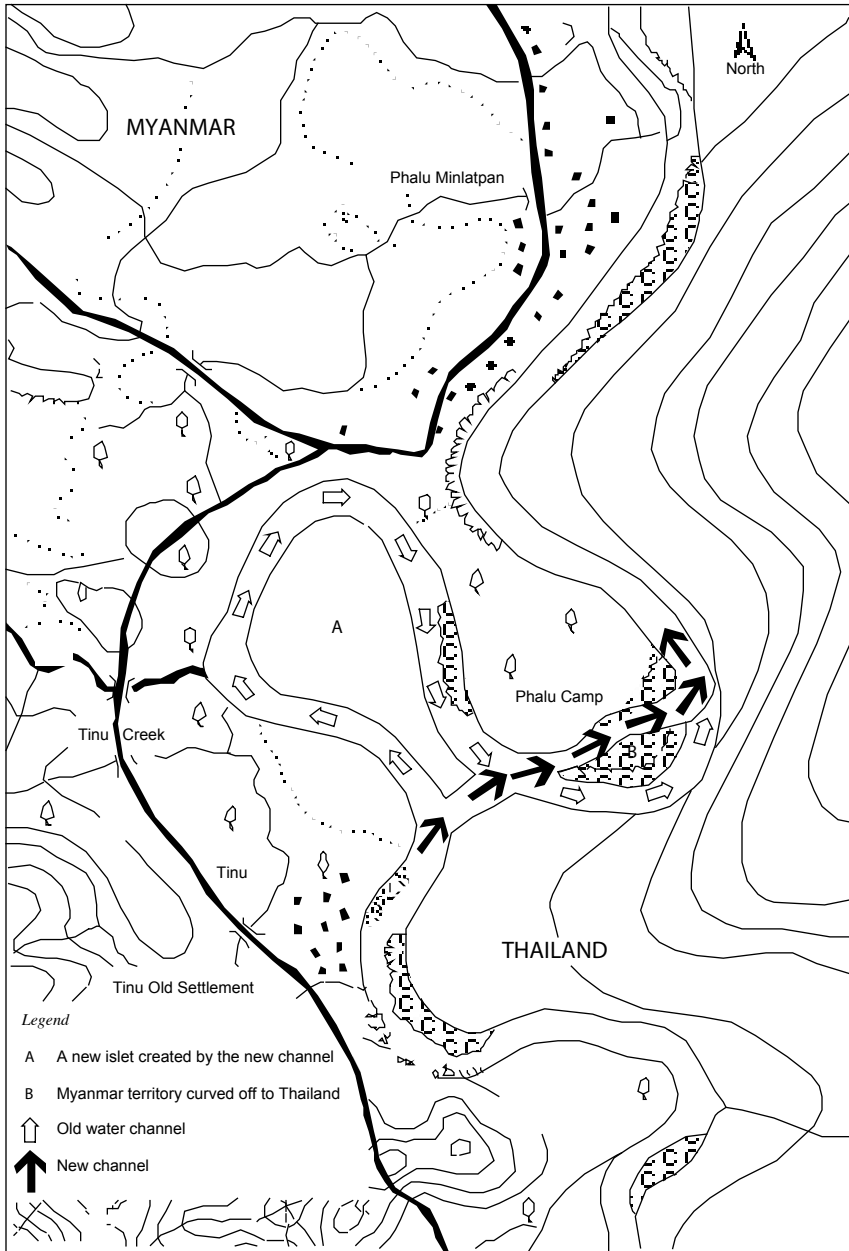 North
MYANMAR
Phalu Minlatpan
A
Phalu Camp
Tinu Creek
B
Tinu
THAILAND
Tinu Old Settlement
Legend
A A new islet created by the new channel
B Myanmar territory curved off to Thailand
Old water channel
New channel